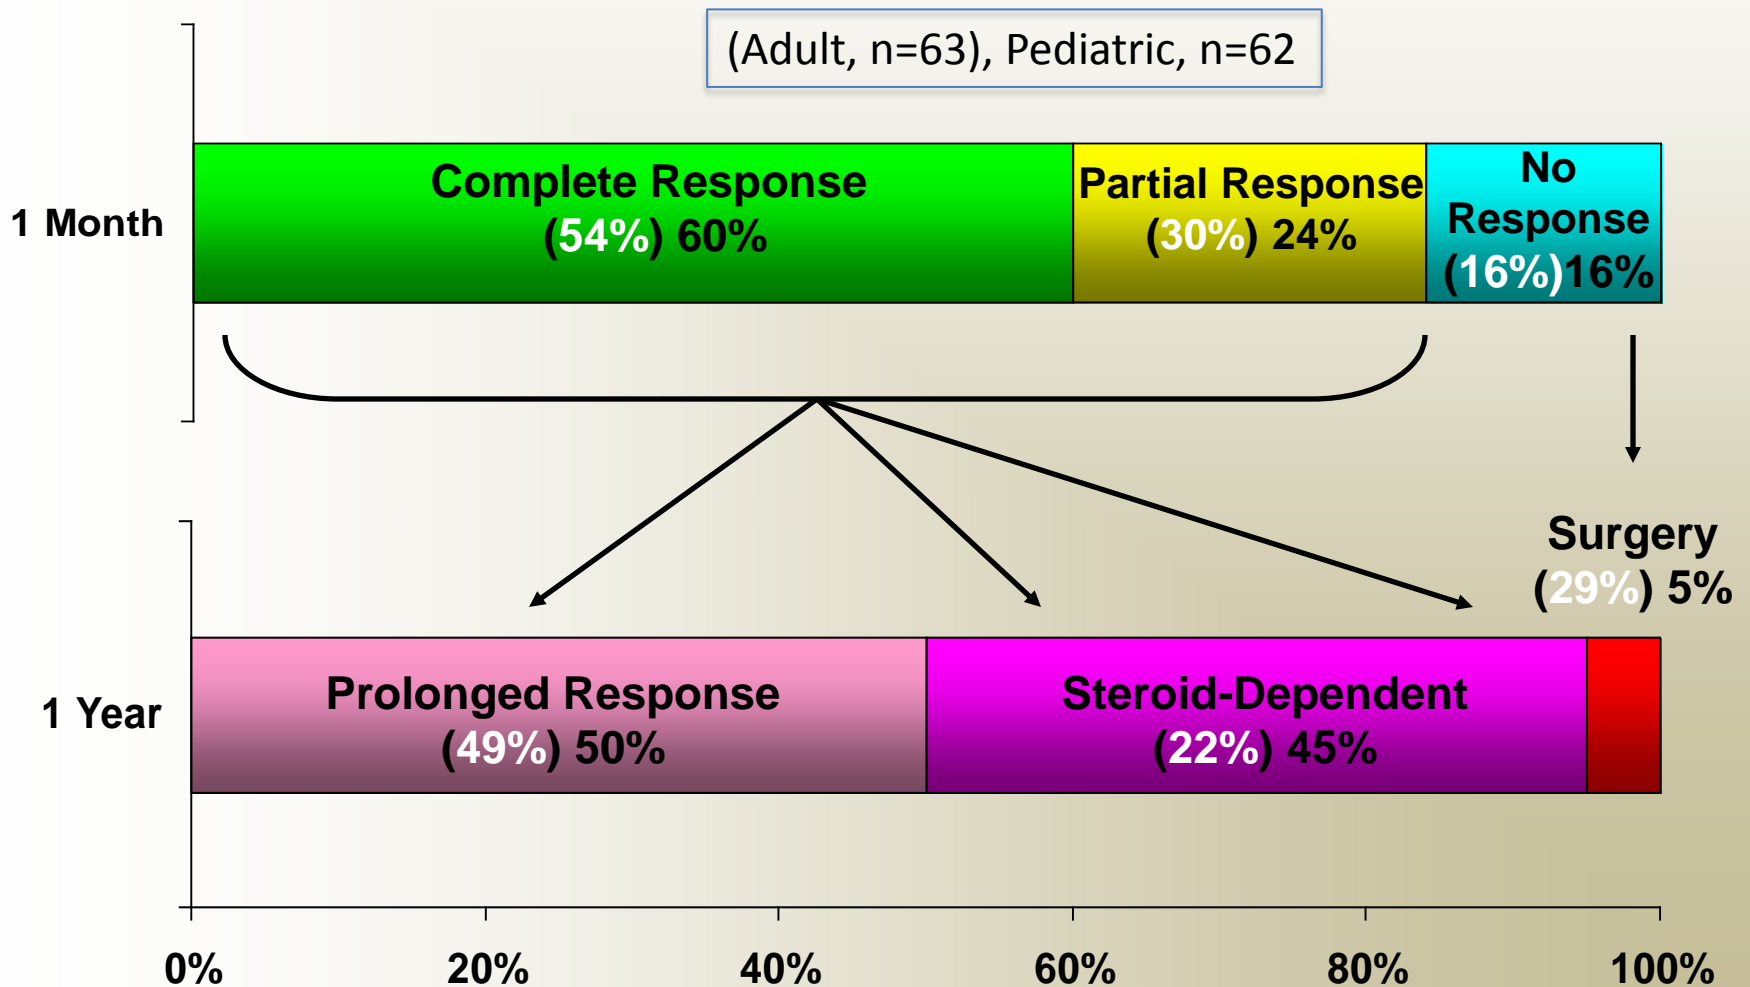 (Adult, n=63), Pediatric, n=62
1 Month
Complete Response
(54%) 60%
Partial Response
(30%) 24%
No
Response
(16%)16%
Surgery
(29%) 5%
1 Year
Prolonged Response
(49%) 50%
Steroid-Dependent
(22%) 45%
0%
20%
40%
60%
80%
100%